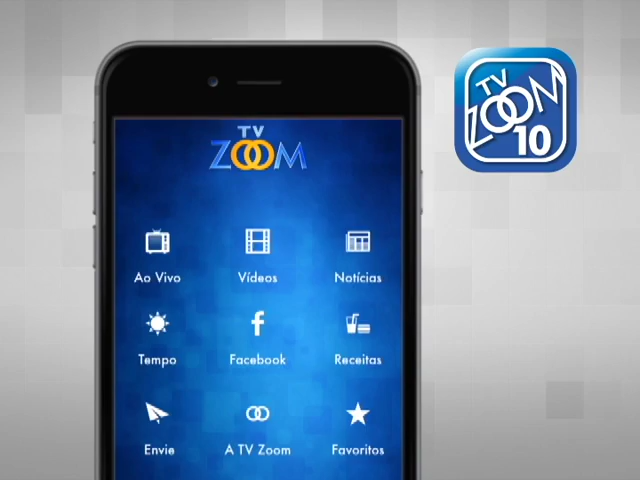 TV
ZOOM
TV
ZOOM
10
Ao Vivo
Vídeos
Notícias
Tempo
Facebook
Receitas
Envie
A TV Zoom
Favoritos